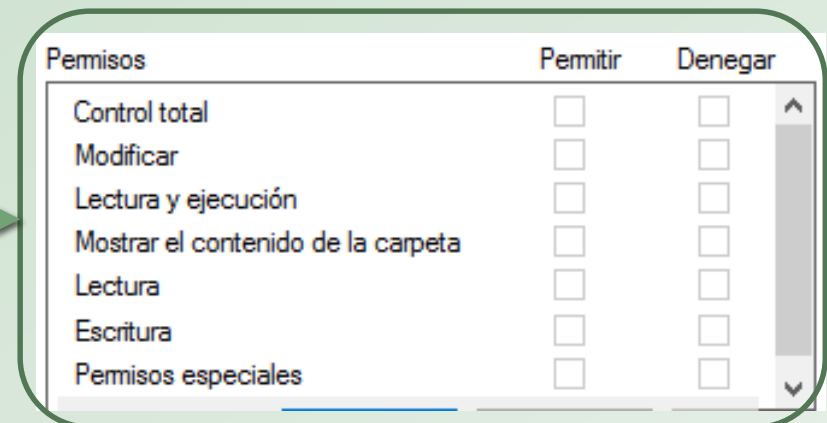 Permisos Permitir Denegar
Control total
Modificar
Lectura y ejecución
Mostrar el contenido de la carpeta
Lectura
Escritura
Permisos especiales